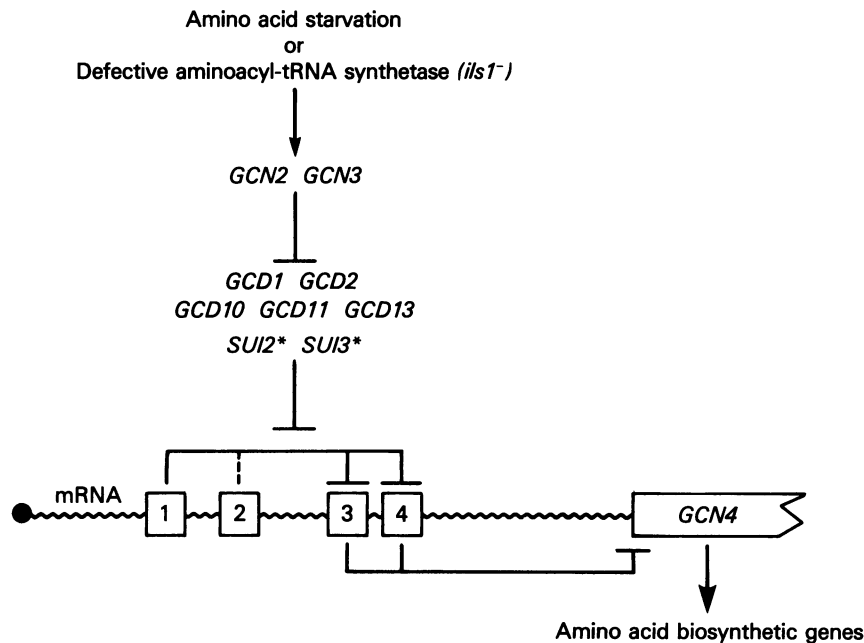 Amino acid starvation
or
Defective aminoacyl-tRNA synthetase (ils1⁻)
GCN2 GCN3
GCD1 GCD2
GCD10 GCD11 GCD13
SUI2* SUI3*
mRNA
1 2 3 4 GCN4
Amino acid biosynthetic genes